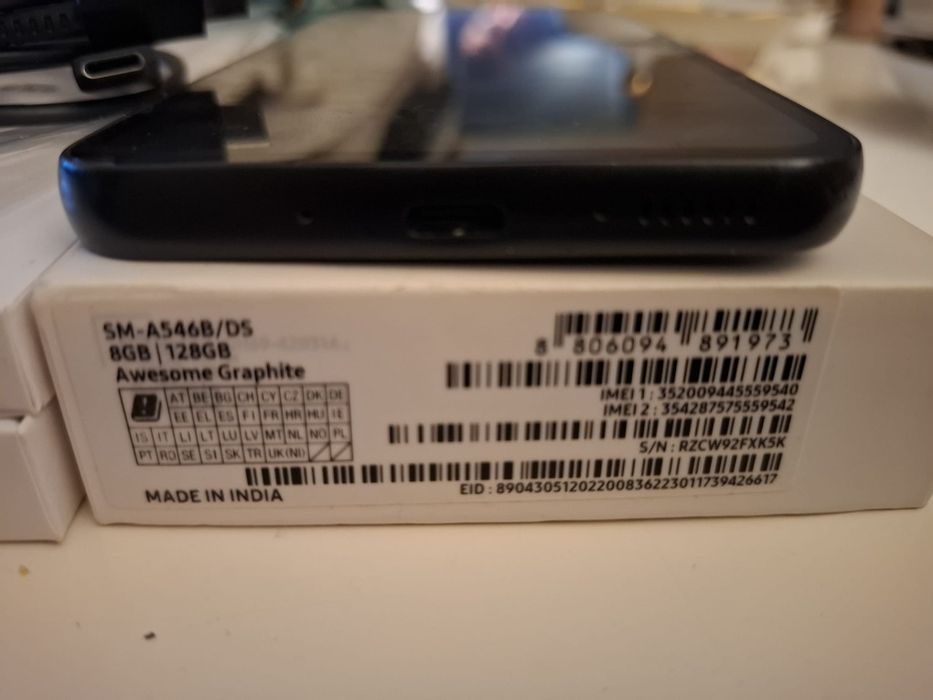 SM-A546B/DS
8GB | 128GB
Awesome Graphite
AT BE BG CH CY CZ DK DE
EE EL ES FI FR HR HU IE
IS IT LI LT LU LV MT NL NO PL
PT RO SE SI SK TR UK(NI)
MADE IN INDIA
8 806094 891973
IMEI 1 : 352009445559540
IMEI 2 : 354287575559542
S/N : RZCW92FXK5K
EID : 89043051202200836223011739426617